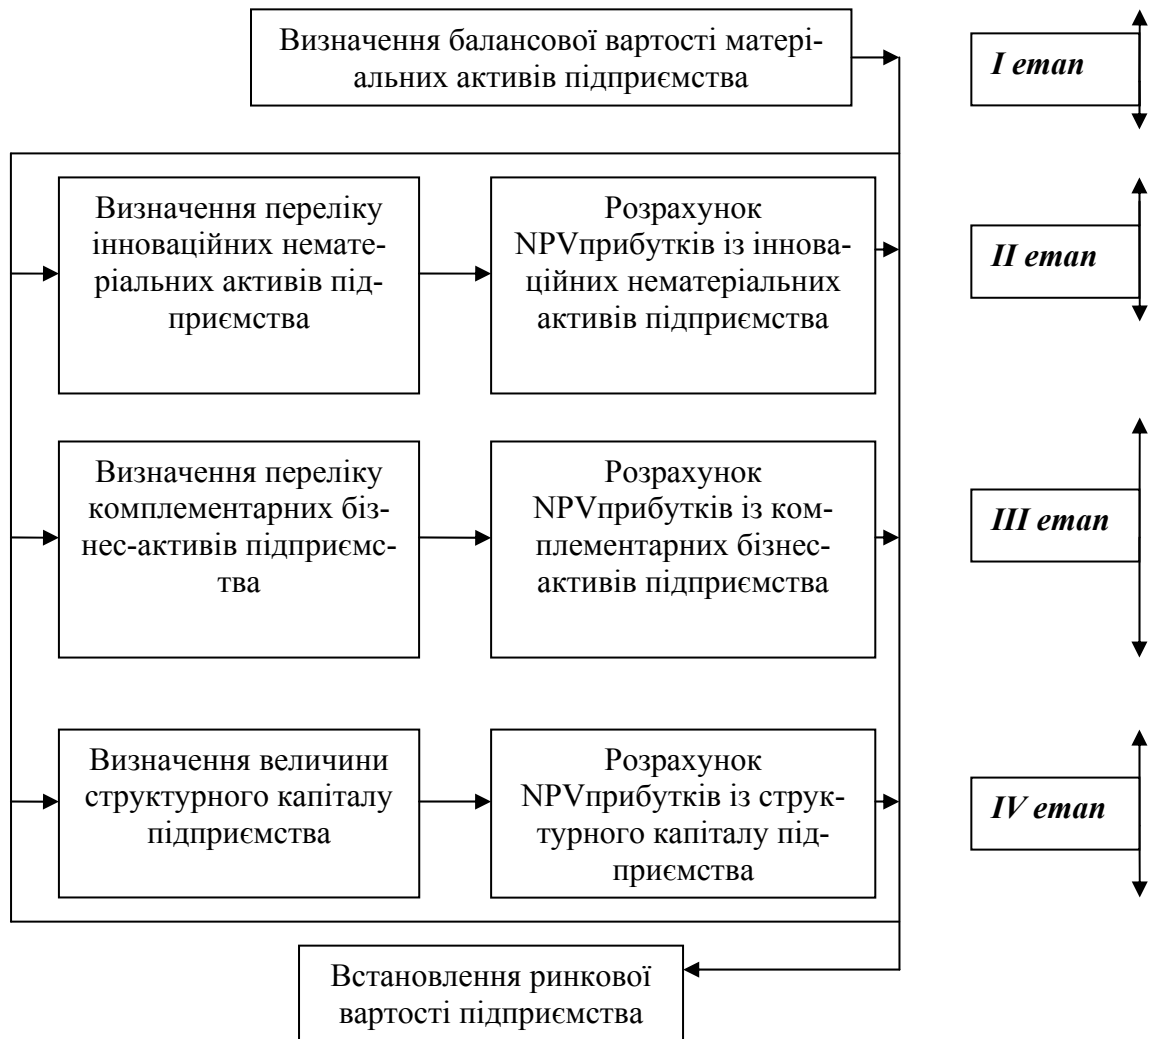 Визначення балансової вартості матері-
альних активів підприємства
I етап
Визначення переліку
інноваційних немате-
ріальних активів під-
приємства
Розрахунок
NPVприбутків із іннова-
ційних нематеріальних
активів підприємства
II етап
Визначення переліку
комплементарних біз-
нес-активів підприємс-
тва
Розрахунок
NPVприбутків із ком-
плементарних бізнес-
активів підприємства
III етап
Визначення величини
структурного капіталу
підприємства
Розрахунок
NPVприбутків із струк-
турного капіталу під-
приємства
IV етап
Встановлення ринкової
вартості підприємства